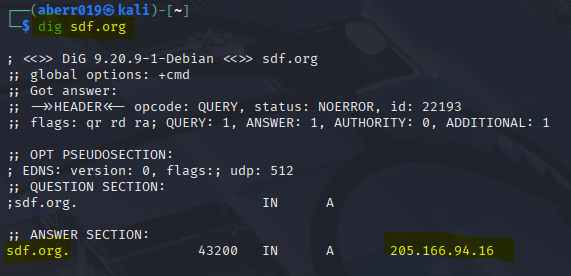 ┌──(aberr019㉿kali)-[~]
└─$ dig sdf.org
; <<>> DiG 9.20.9-1-Debian <<>> sdf.org
;; global options: +cmd
;; Got answer:
;; ->>HEADER<<- opcode: QUERY, status: NOERROR, id: 22193
;; flags: qr rd ra; QUERY: 1, ANSWER: 1, AUTHORITY: 0, ADDITIONAL: 1
;; OPT PSEUDOSECTION:
; EDNS: version: 0, flags:; udp: 512
;; QUESTION SECTION:
;sdf.org. IN A
;; ANSWER SECTION:
sdf.org. 43200 IN A 205.166.94.16